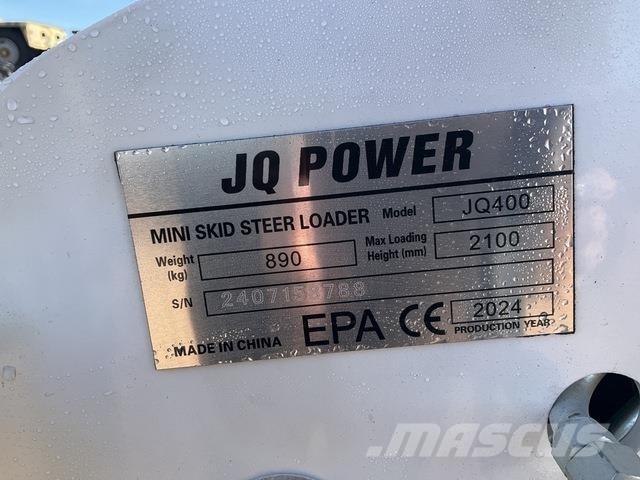 JQ POWER
MINI SKID STEER LOADER Model JQ400
Weight (kg) 890 Max Loading Height (mm) 2100
S/N 2407158788
MADE IN CHINA EPA CE 2024
PRODUCTION YEAR
MASCUS